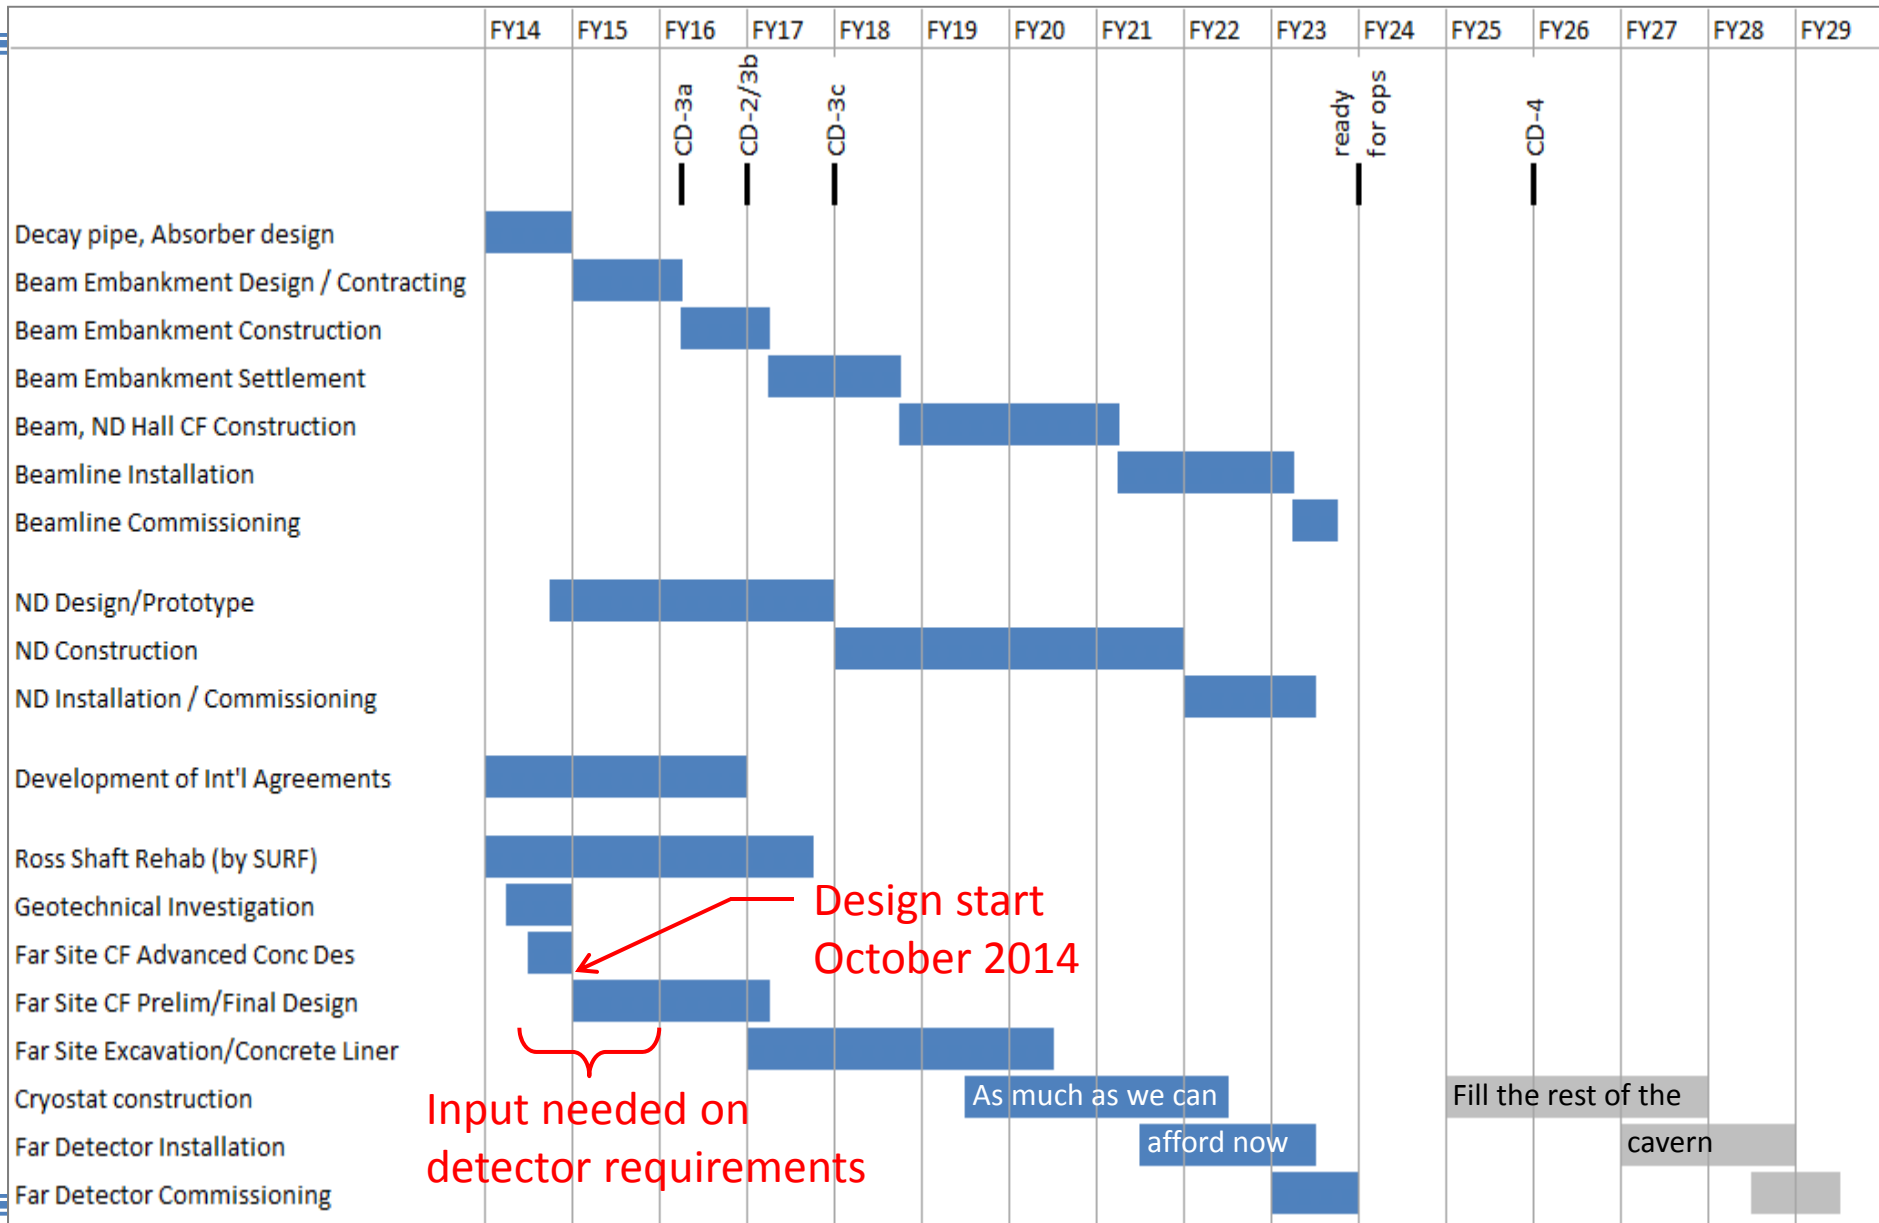 FY14 FY15 FY16 FY17 FY18 FY19 FY20 FY21 FY22 FY23 FY24 FY25 FY26 FY27 FY28 FY29
CD-3a
CD-2/3b
CD-3c
ready
for ops
CD-4
Decay pipe, Absorber design
Beam Embankment Design / Contracting
Beam Embankment Construction
Beam Embankment Settlement
Beam, ND Hall CF Construction
Beamline Installation
Beamline Commissioning
ND Design/Prototype
ND Construction
ND Installation / Commissioning
Development of Int'l Agreements
Ross Shaft Rehab (by SURF)
Geotechnical Investigation
Far Site CF Advanced Conc Des
Far Site CF Prelim/Final Design
Far Site Excavation/Concrete Liner
Cryostat construction
Far Detector Installation
Far Detector Commissioning
Design start
October 2014
Input needed on
detector requirements
As much as we can
afford now
Fill the rest of the
cavern